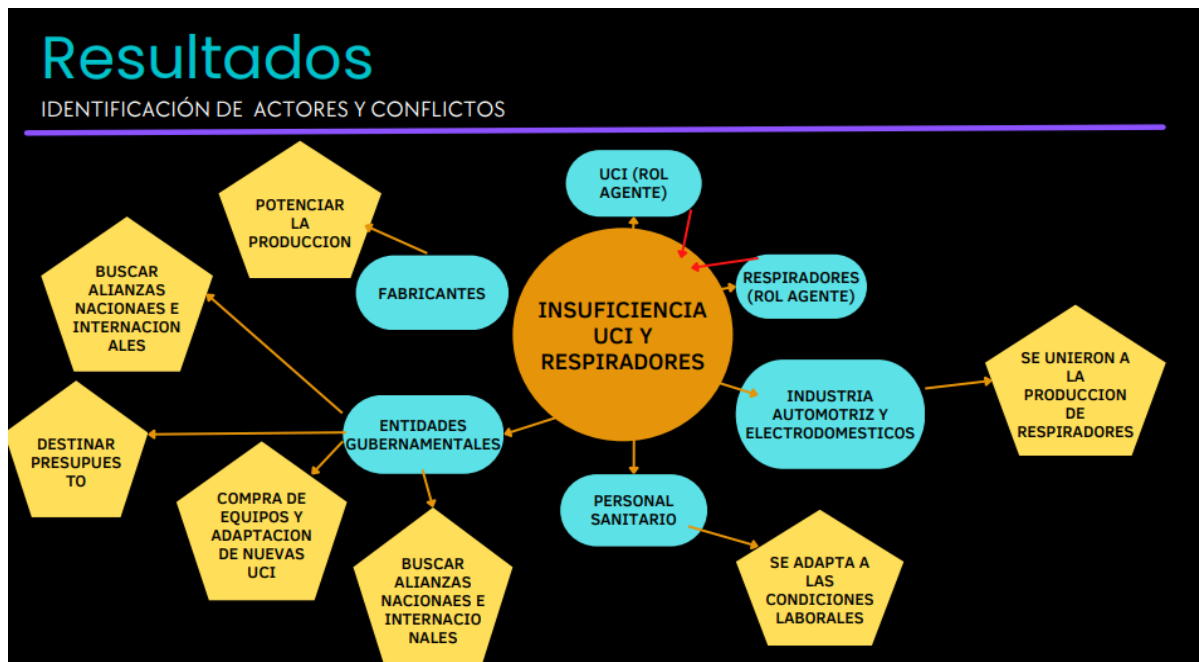 Resultados
IDENTIFICACIÓN DE ACTORES Y CONFLICTOS
UCI (ROL
AGENTE)
POTENCIAR
LA
PRODUCCION
BUSCAR
ALIANZAS
NACIONAES E
INTERNACION
ALES
FABRICANTES
INSUFICIENCIA
UCI Y
RESPIRADORES
RESPIRADORES
(ROL AGENTE)
SE UNIERON A
LA
PRODUCCION
DE
RESPIRADORES
INDUSTRIA
AUTOMOTRIZ Y
ELECTRODOMESTICOS
ENTIDADES
GUBERNAMENTALES
DESTINAR
PRESUPUES
TO
COMPRA DE
EQUIPOS Y
ADAPTACION
DE NUEVAS
UCI
PERSONAL
SANITARIO
BUSCAR
ALIANZAS
NACIONAES E
INTERNACIO
NALES
SE ADAPTA A
LAS
CONDICIONES
LABORALES